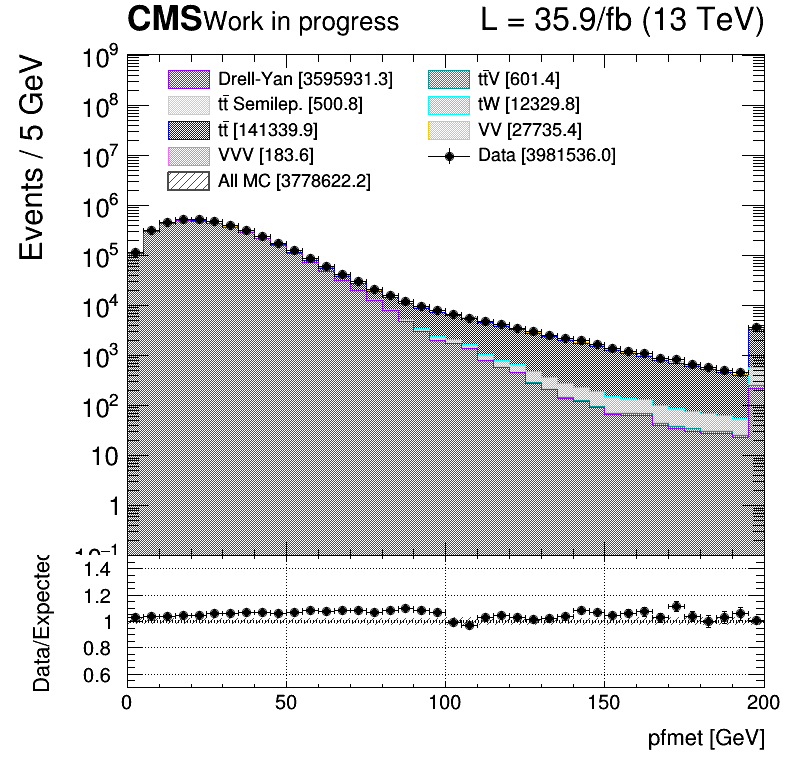 CMS Work in progress L = 35.9/fb (13 TeV)
Events / 5 GeV
10⁹
10⁸
10⁷
10⁶
10⁵
10⁴
10³
10²
10
1
10⁻¹
Drell-Yan [3595931.3]
tt̄ Semilep. [500.8]
tt̄ [141339.9]
VVV [183.6]
All MC [3778622.2]
tt̄V [601.4]
tW [12329.8]
VV [27735.4]
Data [3981536.0]
Data/Expected
1.4
1.2
1
0.8
0.6
0 50 100 150 200
pfmet [GeV]